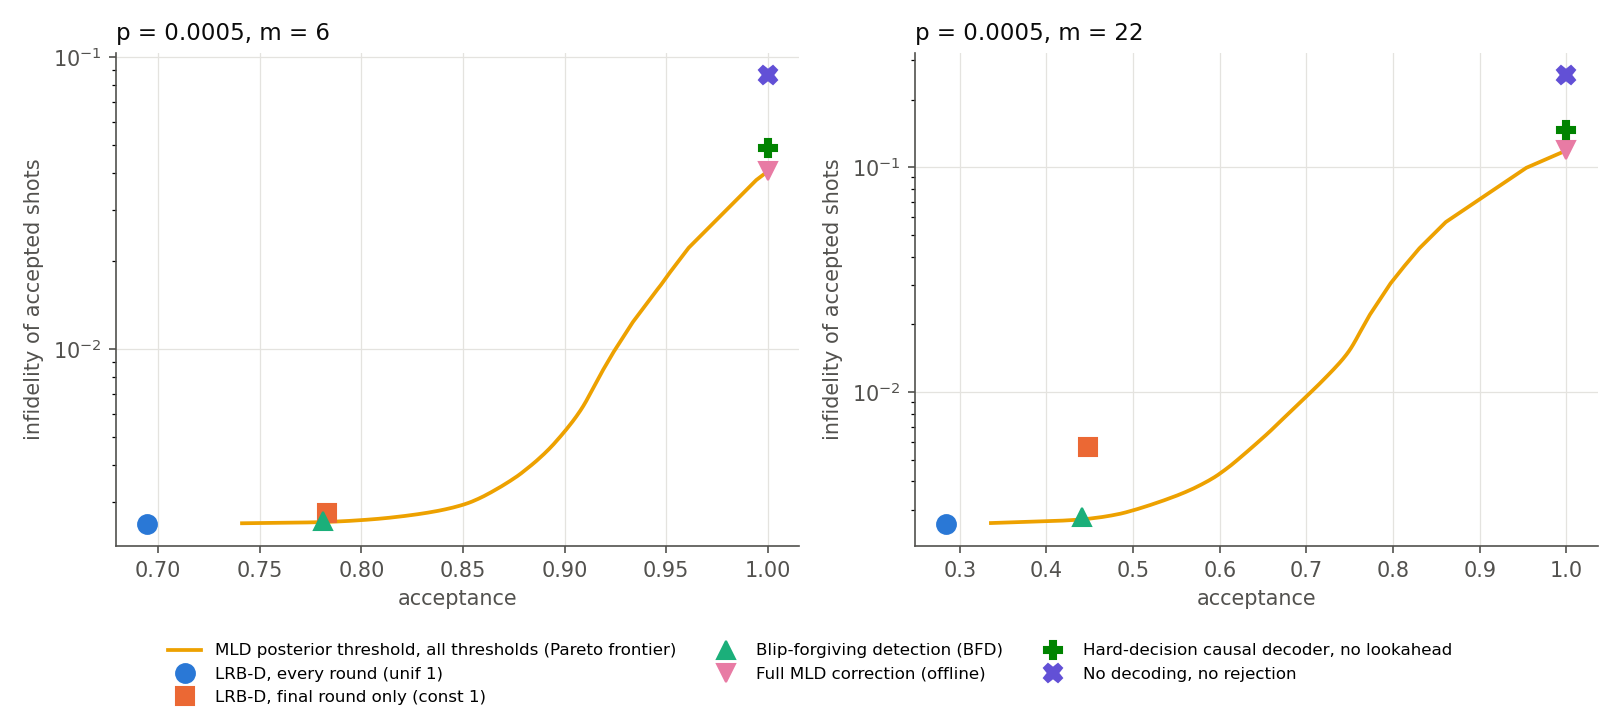 p = 0.0005, m = 6
infidelity of accepted shots
10⁻¹
10⁻²
0.70 0.75 0.80 0.85 0.90 0.95 1.00
acceptance
p = 0.0005, m = 22
infidelity of accepted shots
10⁻¹
10⁻²
0.3 0.4 0.5 0.6 0.7 0.8 0.9 1.0
acceptance
MLD posterior threshold, all thresholds (Pareto frontier)
LRB-D, every round (unif 1)
LRB-D, final round only (const 1)
Blip-forgiving detection (BFD)
Full MLD correction (offline)
Hard-decision causal decoder, no lookahead
No decoding, no rejection